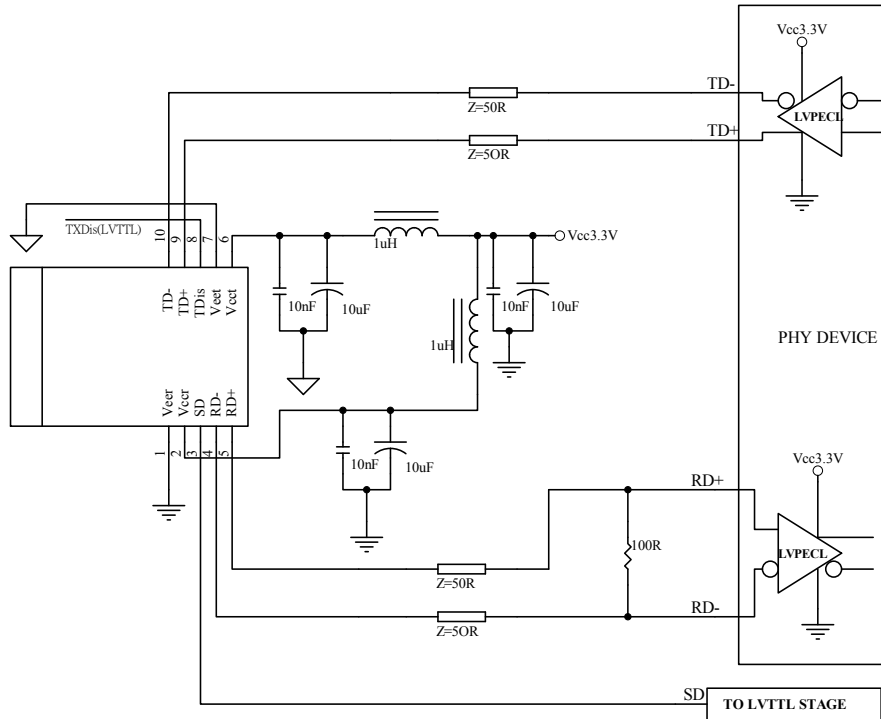 Vcc3.3V
TD-
Z=50R
LVPECL
TD+
Z=5OR
TXDis(LVTTL)
10
9
8
7
6
1uH
Vcc3.3V
TD-
TD+
TDis
Veet
Vcct
10nF
10uF
10nF
10uF
1uH
PHY DEVICE
Veer
Vccr
SD
RD-
RD+
1
2
3
4
5
10nF
10uF
Vcc3.3V
RD+
100R
LVPECL
Z=50R
RD-
Z=5OR
SD
TO LVTTL STAGE